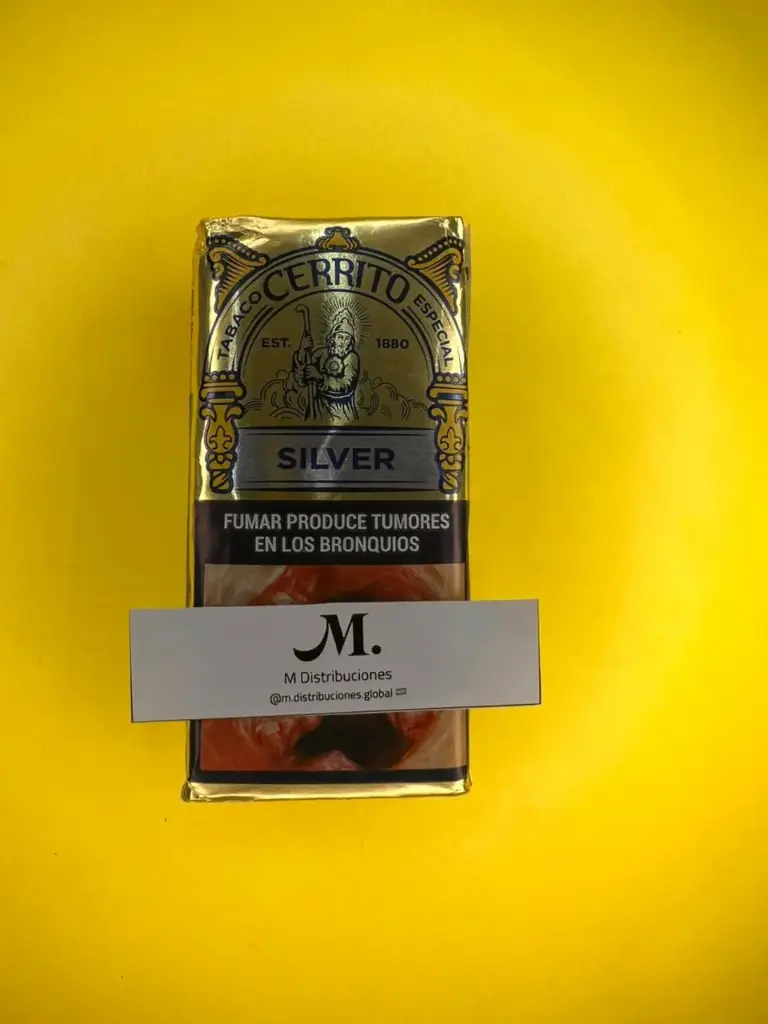 CERRITO
TABACO ESPECIAL
EST. 1880
SILVER
FUMAR PRODUCE TUMORES
EN LOS BRONQUIOS
M.
M Distribuciones
@m.distribuciones.global